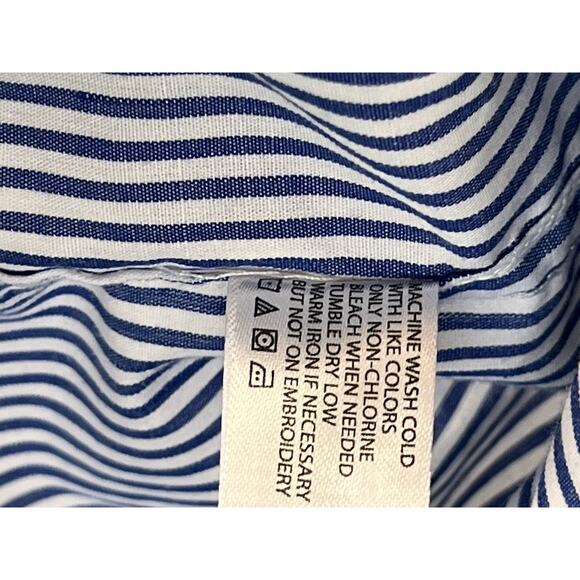 MACHINE WASH COLD
WITH LIKE COLORS
ONLY NON-CHLORINE
BLEACH WHEN NEEDED
TUMBLE DRY LOW
WARM IRON IF NECESSARY
BUT NOT ON EMBROIDERY